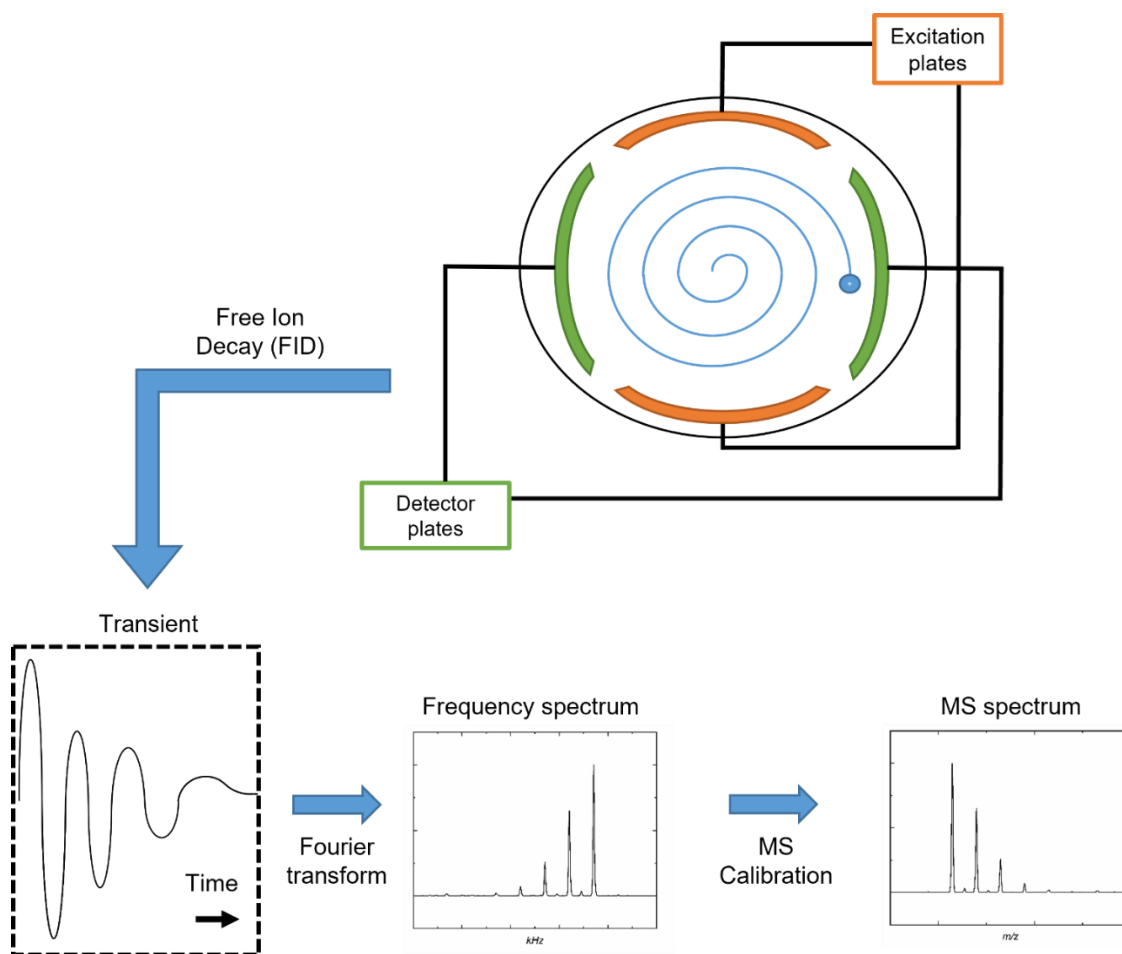 Excitation
plates
Free Ion
Decay (FID)
Detector
plates
Transient
Time
Fourier
transform
Frequency spectrum
kHz
MS
Calibration
MS spectrum
m/z